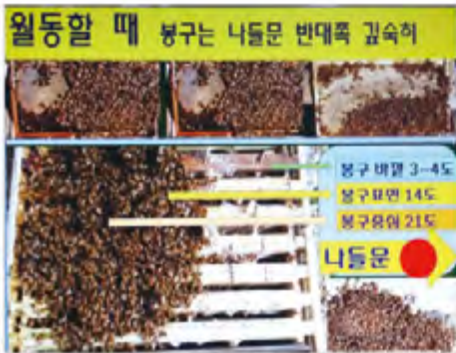 월동할 때 봉구는 나들문 반대쪽 깊숙히
봉구 바깥 3~4도
봉구표면 14도
봉구중심 21도
나들문